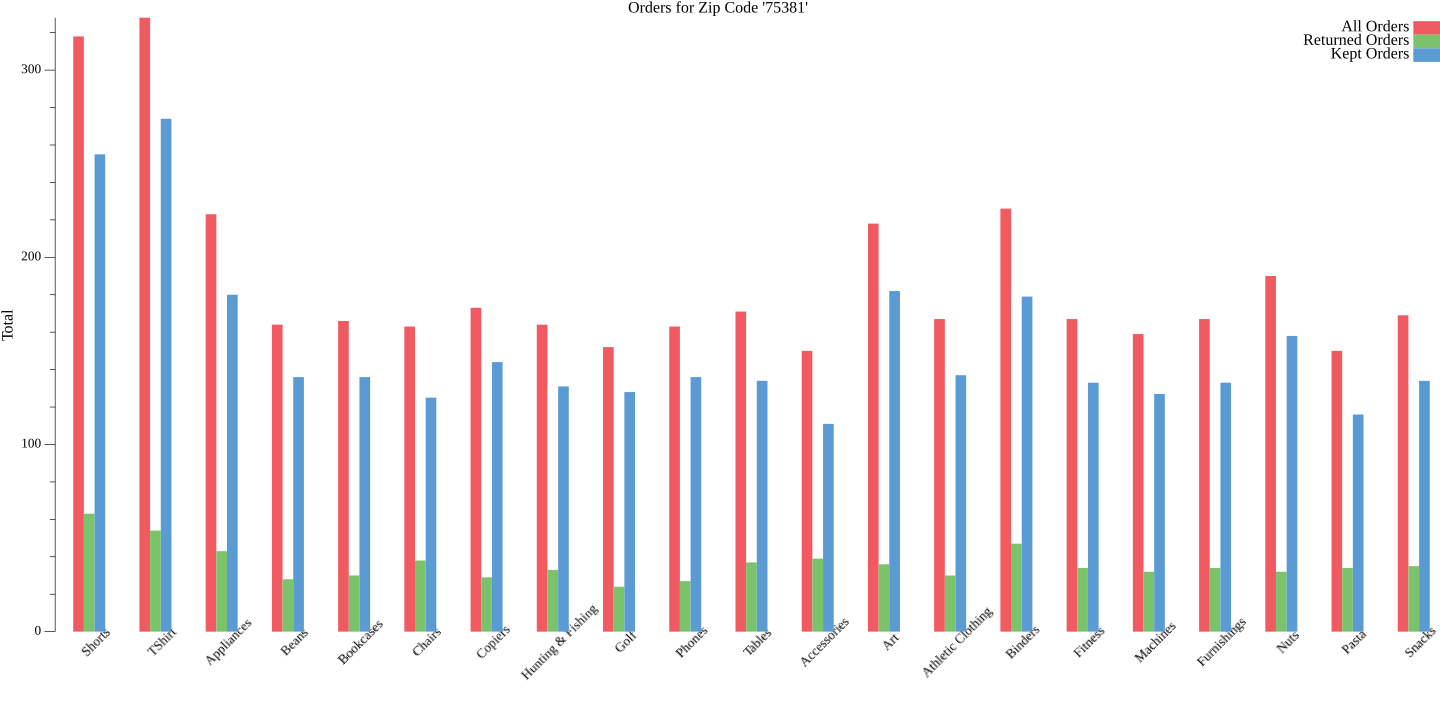 Orders for Zip Code '75381'
All Orders
Returned Orders
Kept Orders
Total
300
200
100
0
Shorts
TShirt
Appliances
Beans
Bookcases
Chairs
Copiers
Hunting & Fishing
Golf
Phones
Tables
Accessories
Art
Athletic Clothing
Binders
Fitness
Machines
Furnishings
Nuts
Pasta
Snacks